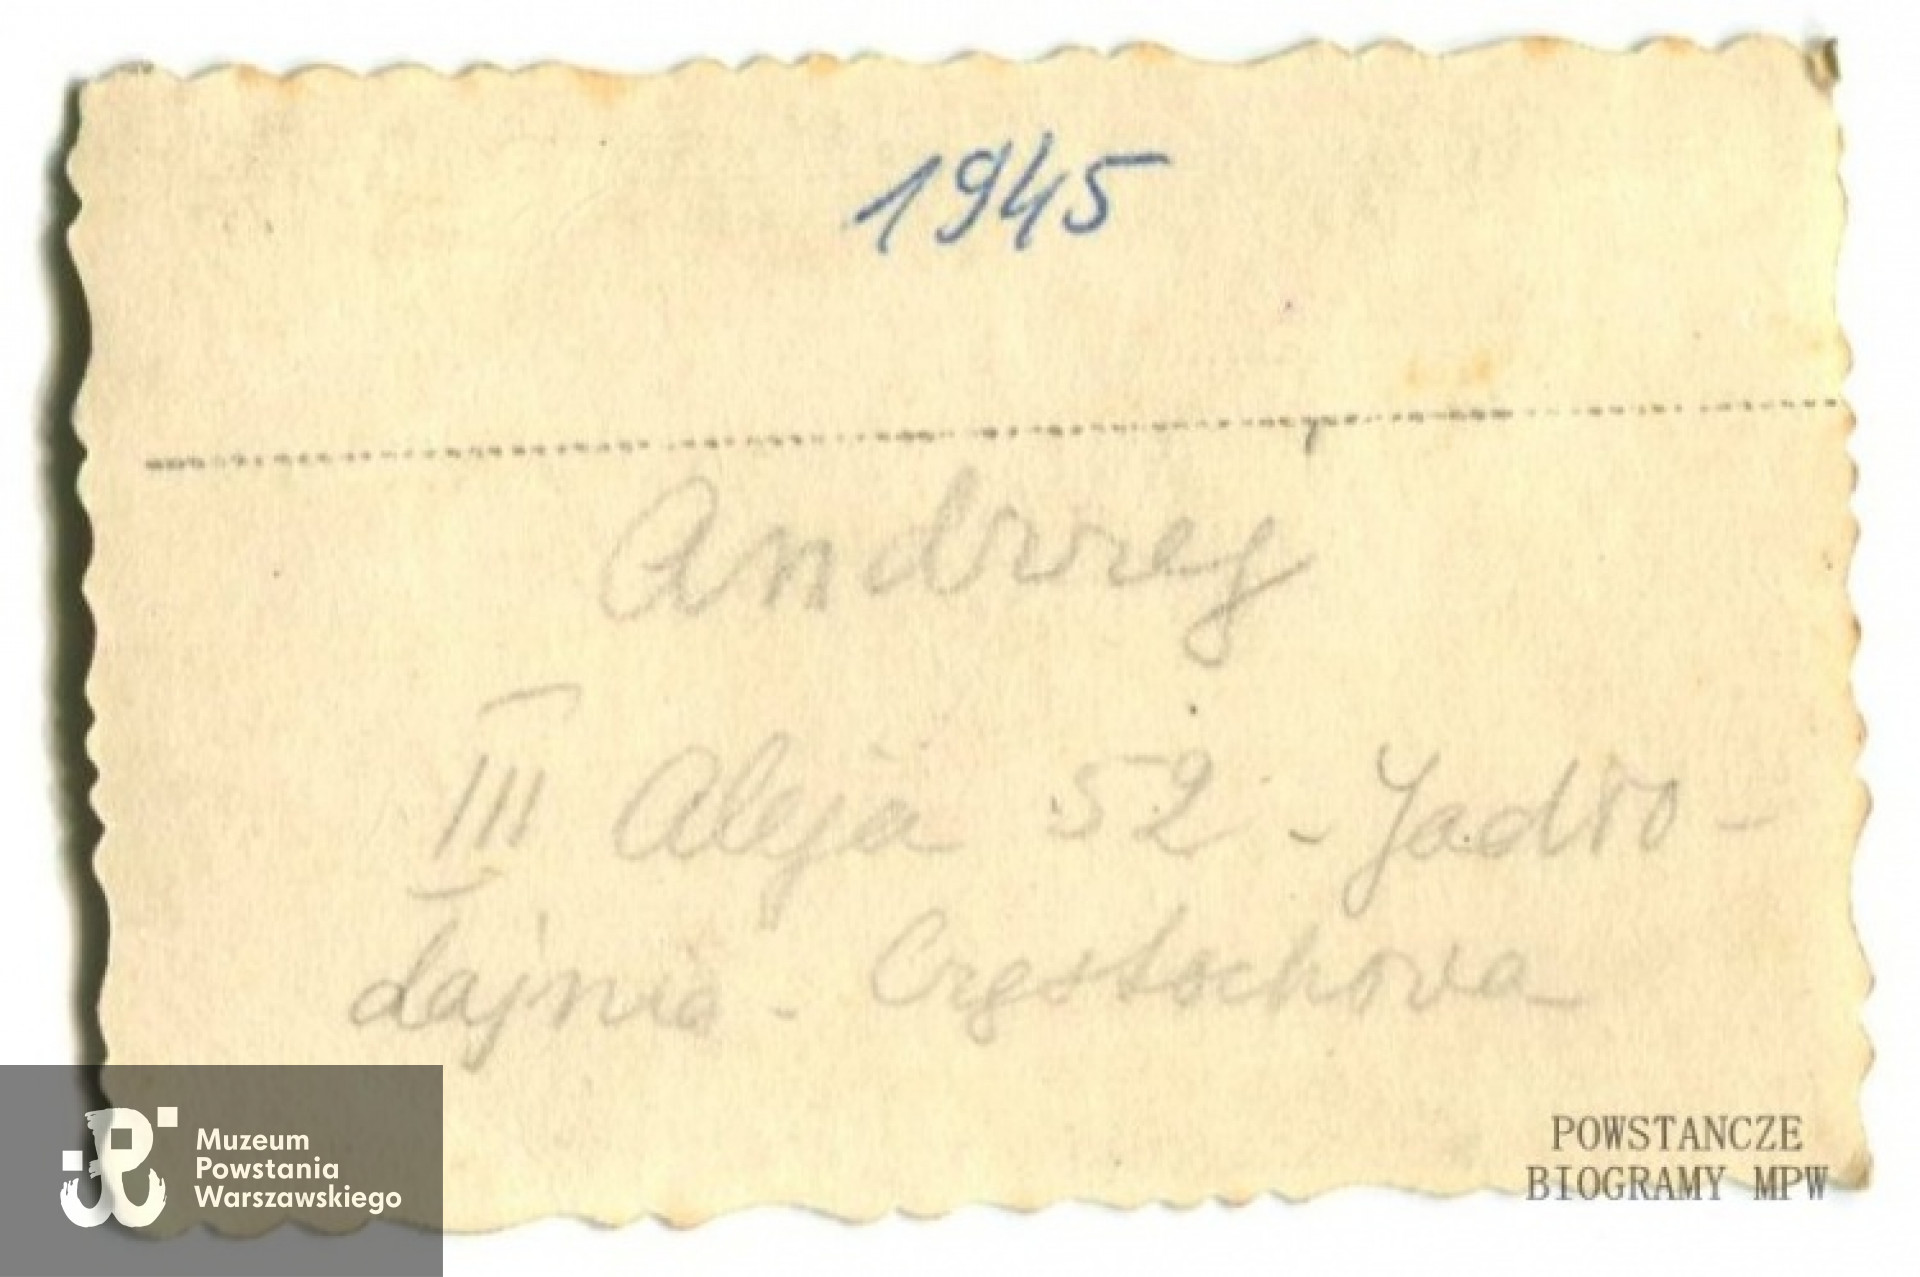 1945
Andrzej
III Aleja 52 - Jadło-
dajnia - Częstochowa
Muzeum
Powstania
Warszawskiego
POWSTANCZE
BIOGRAMY MPW